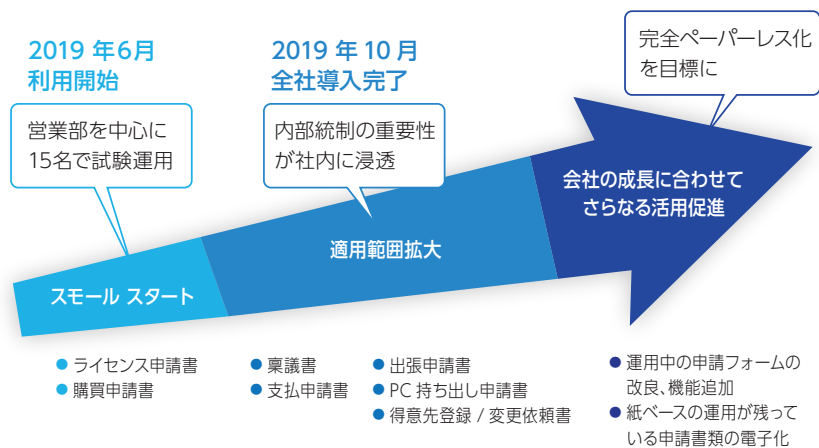 2019 年6月
利用開始
営業部を中心に
15名で試験運用
2019 年 10 月
全社導入完了
内部統制の重要性
が社内に浸透
完全ペーパーレス化
を目標に
スモール スタート
適用範囲拡大
会社の成長に合わせて
さらなる活用促進
● ライセンス申請書
● 購買申請書
● 稟議書
● 支払申請書
● 出張申請書
● PC 持ち出し申請書
● 得意先登録 / 変更依頼書
● 運用中の申請フォームの
改良、機能追加
● 紙ベースの運用が残って
いる申請書類の電子化